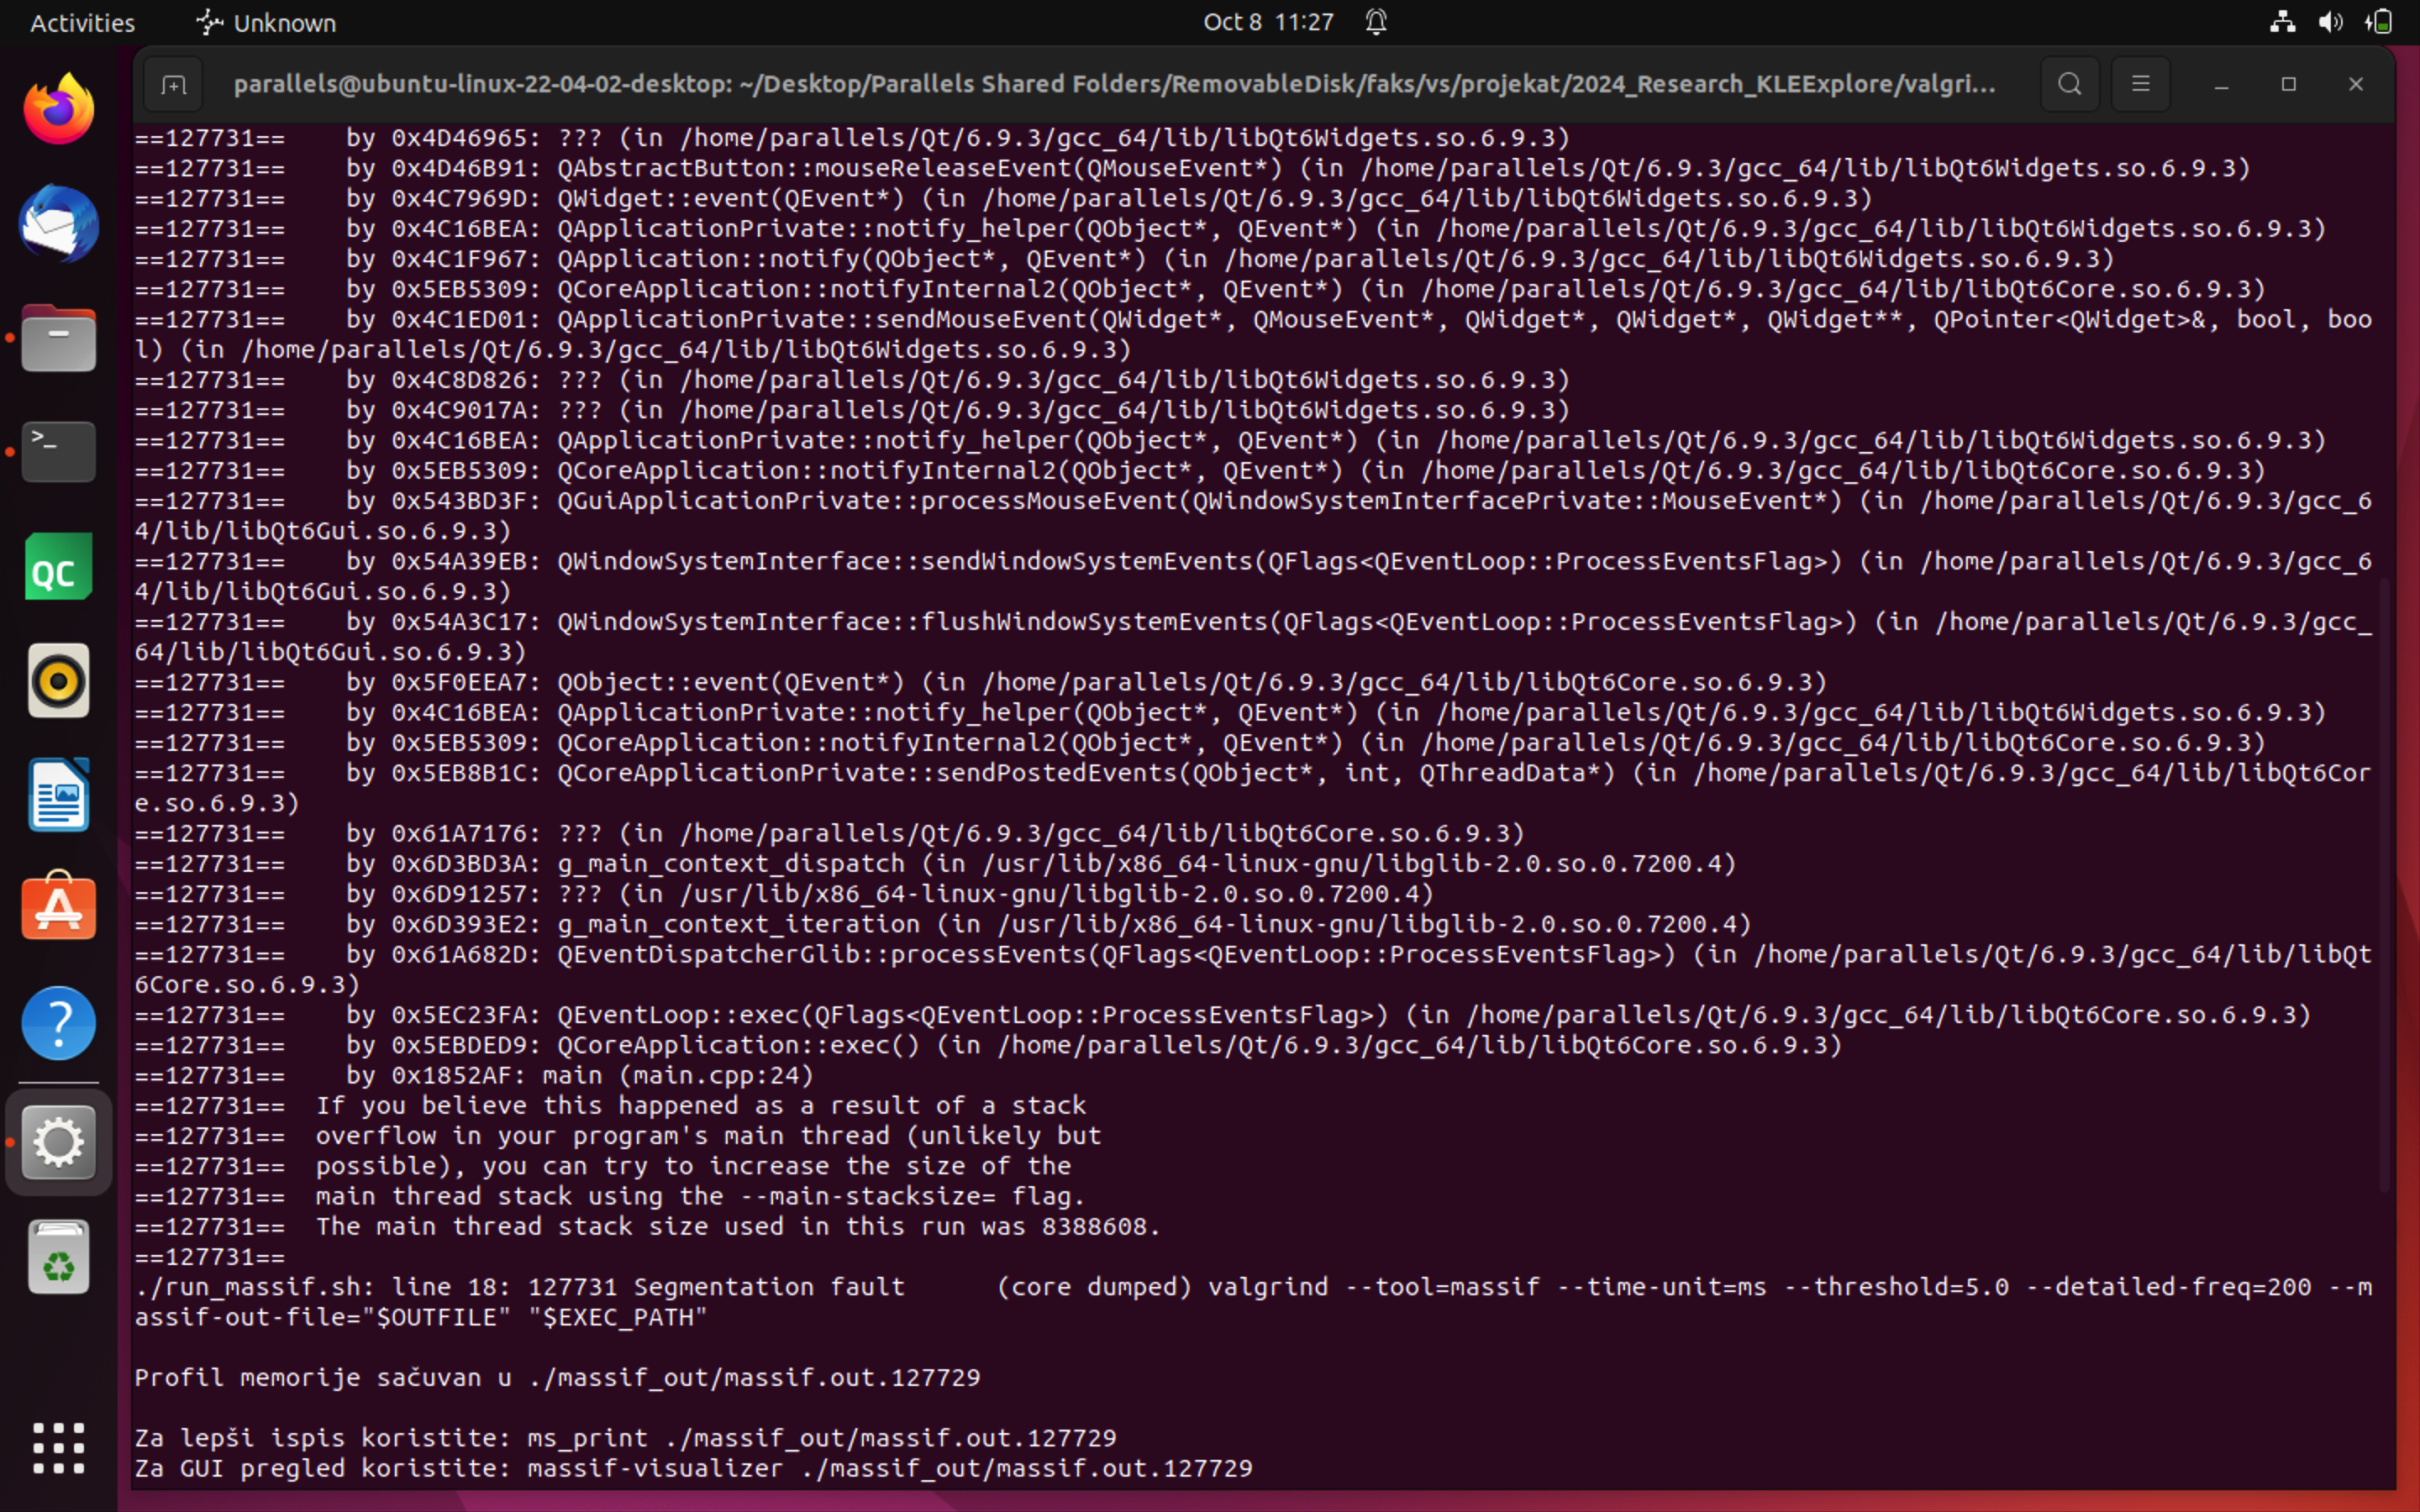 Activities
Unknown
Oct 8 11:27
parallels@ubuntu-linux-22-04-02-desktop: ~/Desktop/Parallels Shared Folders/RemovableDisk/faks/vs/projekat/2024_Research_KLEEExplore/valgri...
==127731==    by 0x4D46965: ??? (in /home/parallels/Qt/6.9.3/gcc_64/lib/libQt6Widgets.so.6.9.3)
==127731==    by 0x4D46B91: QAbstractButton::mouseReleaseEvent(QMouseEvent*) (in /home/parallels/Qt/6.9.3/gcc_64/lib/libQt6Widgets.so.6.9.3)
==127731==    by 0x4C7969D: QWidget::event(QEvent*) (in /home/parallels/Qt/6.9.3/gcc_64/lib/libQt6Widgets.so.6.9.3)
==127731==    by 0x4C16BEA: QApplicationPrivate::notify_helper(QObject*, QEvent*) (in /home/parallels/Qt/6.9.3/gcc_64/lib/libQt6Widgets.so.6.9.3)
==127731==    by 0x4C1F967: QApplication::notify(QObject*, QEvent*) (in /home/parallels/Qt/6.9.3/gcc_64/lib/libQt6Widgets.so.6.9.3)
==127731==    by 0x5EB5309: QCoreApplication::notifyInternal2(QObject*, QEvent*) (in /home/parallels/Qt/6.9.3/gcc_64/lib/libQt6Core.so.6.9.3)
==127731==    by 0x4C1ED01: QApplicationPrivate::sendMouseEvent(QWidget*, QMouseEvent*, QWidget*, QWidget*, QWidget**, QPointer<QWidget>&, bool, boo
l) (in /home/parallels/Qt/6.9.3/gcc_64/lib/libQt6Widgets.so.6.9.3)
==127731==    by 0x4C8D826: ??? (in /home/parallels/Qt/6.9.3/gcc_64/lib/libQt6Widgets.so.6.9.3)
==127731==    by 0x4C9017A: ??? (in /home/parallels/Qt/6.9.3/gcc_64/lib/libQt6Widgets.so.6.9.3)
==127731==    by 0x4C16BEA: QApplicationPrivate::notify_helper(QObject*, QEvent*) (in /home/parallels/Qt/6.9.3/gcc_64/lib/libQt6Widgets.so.6.9.3)
==127731==    by 0x5EB5309: QCoreApplication::notifyInternal2(QObject*, QEvent*) (in /home/parallels/Qt/6.9.3/gcc_64/lib/libQt6Core.so.6.9.3)
==127731==    by 0x543BD3F: QGuiApplicationPrivate::processMouseEvent(QWindowSystemInterfacePrivate::MouseEvent*) (in /home/parallels/Qt/6.9.3/gcc_6
4/lib/libQt6Gui.so.6.9.3)
==127731==    by 0x54A39EB: QWindowSystemInterface::sendWindowSystemEvents(QFlags<QEventLoop::ProcessEventsFlag>) (in /home/parallels/Qt/6.9.3/gcc_6
4/lib/libQt6Gui.so.6.9.3)
==127731==    by 0x54A3C17: QWindowSystemInterface::flushWindowSystemEvents(QFlags<QEventLoop::ProcessEventsFlag>) (in /home/parallels/Qt/6.9.3/gcc_
64/lib/libQt6Gui.so.6.9.3)
==127731==    by 0x5F0EEA7: QObject::event(QEvent*) (in /home/parallels/Qt/6.9.3/gcc_64/lib/libQt6Core.so.6.9.3)
==127731==    by 0x4C16BEA: QApplicationPrivate::notify_helper(QObject*, QEvent*) (in /home/parallels/Qt/6.9.3/gcc_64/lib/libQt6Widgets.so.6.9.3)
==127731==    by 0x5EB5309: QCoreApplication::notifyInternal2(QObject*, QEvent*) (in /home/parallels/Qt/6.9.3/gcc_64/lib/libQt6Core.so.6.9.3)
==127731==    by 0x5EB8B1C: QCoreApplicationPrivate::sendPostedEvents(QObject*, int, QThreadData*) (in /home/parallels/Qt/6.9.3/gcc_64/lib/libQt6Cor
e.so.6.9.3)
==127731==    by 0x61A7176: ??? (in /home/parallels/Qt/6.9.3/gcc_64/lib/libQt6Core.so.6.9.3)
==127731==    by 0x6D3BD3A: g_main_context_dispatch (in /usr/lib/x86_64-linux-gnu/libglib-2.0.so.0.7200.4)
==127731==    by 0x6D91257: ??? (in /usr/lib/x86_64-linux-gnu/libglib-2.0.so.0.7200.4)
==127731==    by 0x6D393E2: g_main_context_iteration (in /usr/lib/x86_64-linux-gnu/libglib-2.0.so.0.7200.4)
==127731==    by 0x61A682D: QEventDispatcherGlib::processEvents(QFlags<QEventLoop::ProcessEventsFlag>) (in /home/parallels/Qt/6.9.3/gcc_64/lib/libQt
6Core.so.6.9.3)
==127731==    by 0x5EC23FA: QEventLoop::exec(QFlags<QEventLoop::ProcessEventsFlag>) (in /home/parallels/Qt/6.9.3/gcc_64/lib/libQt6Core.so.6.9.3)
==127731==    by 0x5EBDED9: QCoreApplication::exec() (in /home/parallels/Qt/6.9.3/gcc_64/lib/libQt6Core.so.6.9.3)
==127731==    by 0x1852AF: main (main.cpp:24)
==127731==  If you believe this happened as a result of a stack
==127731==  overflow in your program's main thread (unlikely but
==127731==  possible), you can try to increase the size of the
==127731==  main thread stack using the --main-stacksize= flag.
==127731==  The main thread stack size used in this run was 8388608.
==127731==
./run_massif.sh: line 18: 127731 Segmentation fault      (core dumped) valgrind --tool=massif --time-unit=ms --threshold=5.0 --detailed-freq=200 --m
assif-out-file="$OUTFILE" "$EXEC_PATH"
Profil memorije sačuvan u ./massif_out/massif.out.127729
Za lepši ispis koristite: ms_print ./massif_out/massif.out.127729
Za GUI pregled koristite: massif-visualizer ./massif_out/massif.out.127729
>_
QC
A
?